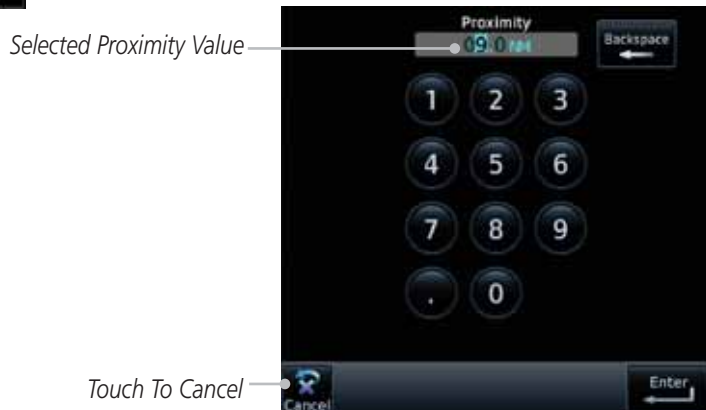 Proximity
Selected Proximity Value
09.0 NM
Backspace
1 2 3
4 5 6
7 8 9
. 0
Touch To Cancel
Cancel
Enter